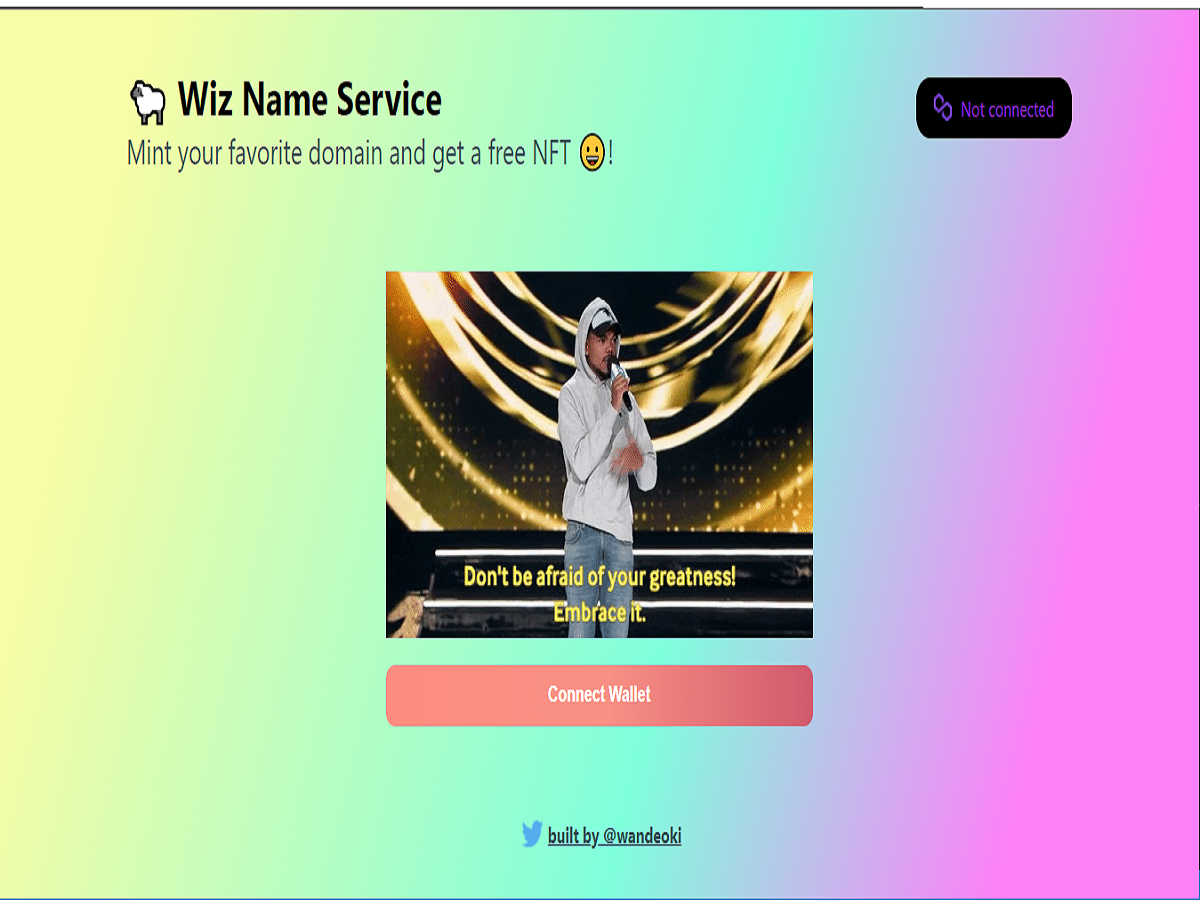 Wiz Name Service
Mint your favorite domain and get a free NFT 😀!
Not connected
Don't be afraid of your greatness!
Embrace it.
Connect Wallet
built by @wandeoki